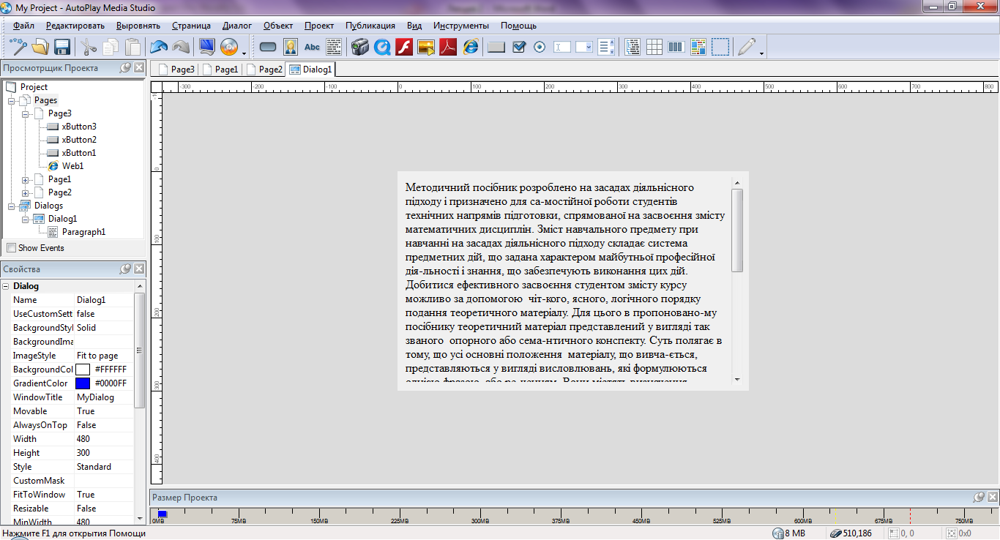 My Project - AutoPlay Media Studio
Файл Редактировать Выровнять Страница Диалог Объект Проект Публикация Вид Инструменты Помощь
Abc
Просмотрщик Проекта
Project
Pages
Page3
xButton3
xButton2
xButton1
Web1
Page1
Page2
Dialogs
Dialog1
Paragraph1
Show Events
Свойства
Dialog
Name Dialog1
UseCustomSett false
BackgroundStyl Solid
BackgroundIma
ImageStyle Fit to page
BackgroundCol #FFFFFF
GradientColor #0000FF
WindowTitle MyDialog
Movable True
AlwaysOnTop False
Width 480
Height 300
Style Standard
CustomMask
FitToWindow True
Resizable False
MinWidth 480
Page3 Page1 Page2 Dialog1
-300 -200 -100 0 100 200 300 400 500 600 700 800
0
100
200
300
400
Методичний посібник розроблено на засадах діяльнісного
підходу і призначено для са-мостійної роботи студентів
технічних напрямів підготовки, спрямованої на засвоєння змісту
математичних дисциплін. Зміст навчального предмету при
навчанні на засадах діяльнісного підходу складає система
предметних дій, що задана характером майбутньої професійної
дія-льності і знання, що забезпечують виконання цих дій.
Добитися ефективного засвоєння студентом змісту курсу
можливо за допомогою чіт-кого, ясного, логічного порядку
подання теоретичного матеріалу. Для цього в пропоновано-му
посібнику теоретичний матеріал представлений у вигляді так
званого опорного або сема-нтичного конспекту. Суть полягає в
тому, що усі основні положення матеріалу, що вивча-ється,
представляються у вигляді висловлювань, які формулюються
Размер Проекта
0MB 75MB 150MB 225MB 300MB 375MB 450MB 525MB 600MB 675MB 750MB
Нажмите F1 для открытия Помощи
8 MB 510,186 0, 0 0x0